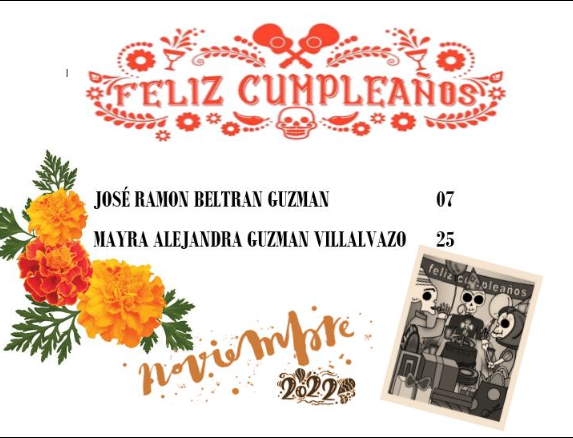 FELIZ CUMPLEAÑOS
JOSÉ RAMON BELTRAN GUZMAN 07
MAYRA ALEJANDRA GUZMAN VILLALVAZO 25
feliz cumpleaños
noviembre
2022